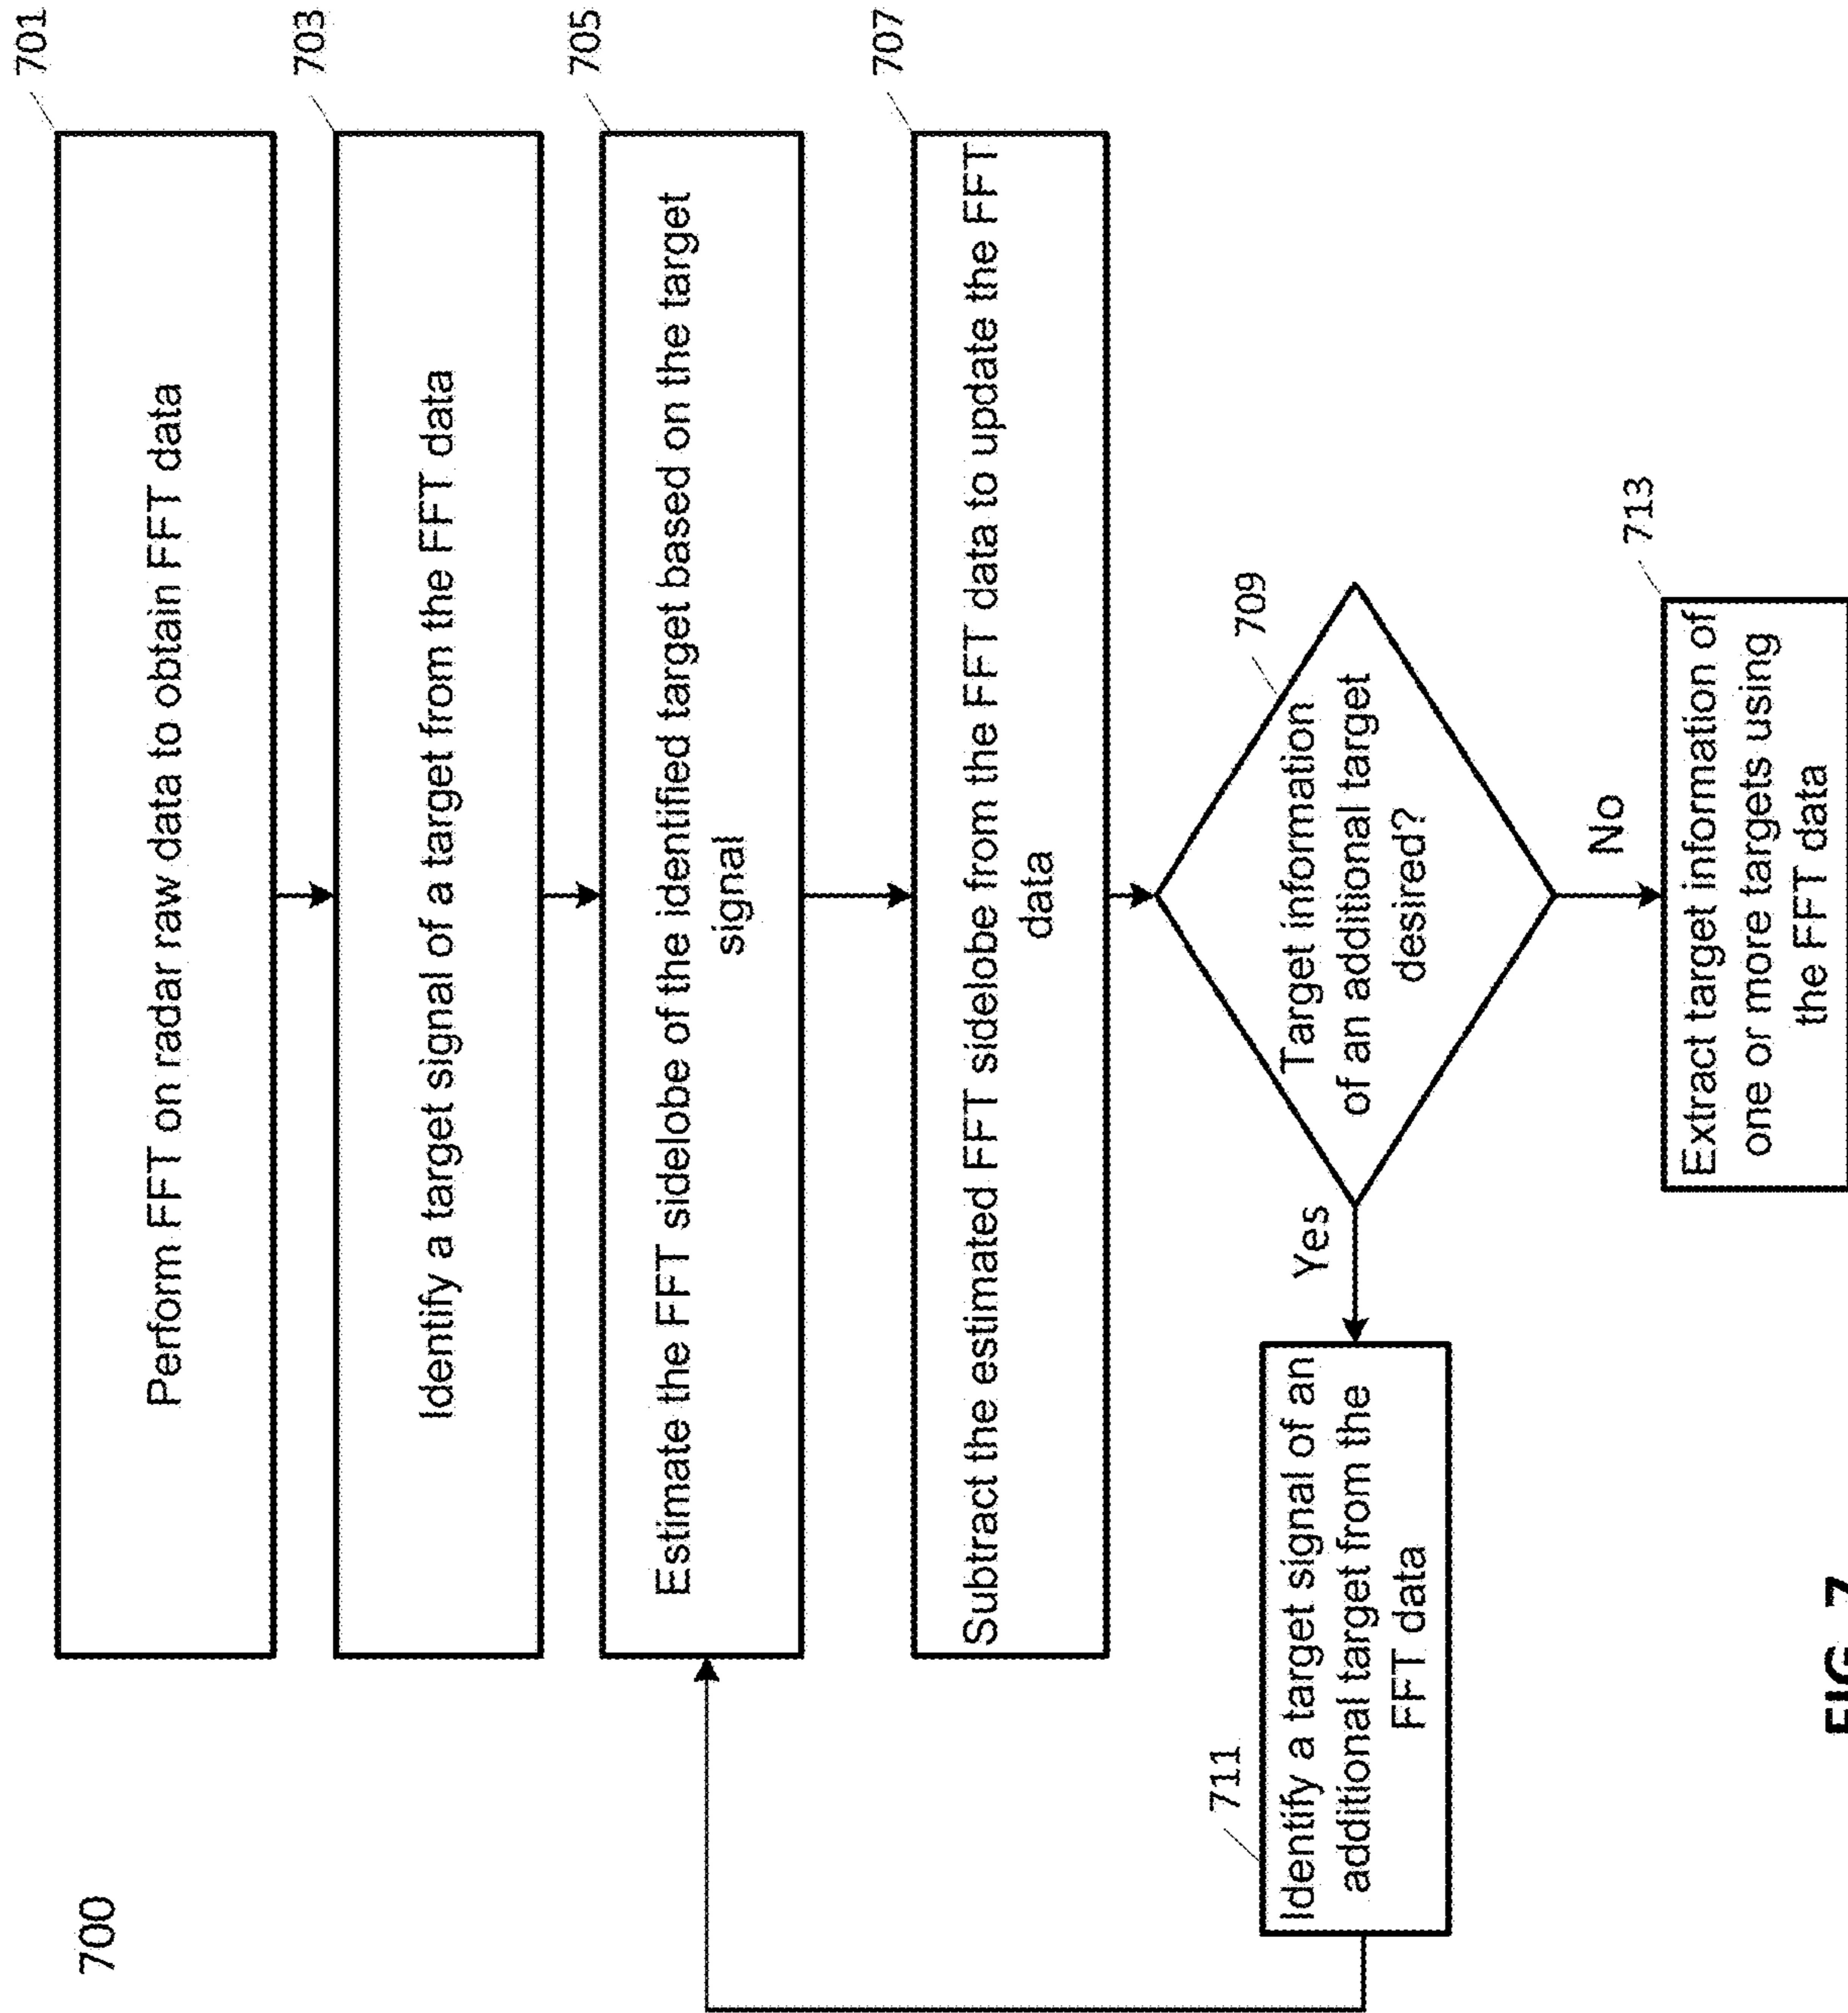 700
701
Perform FFT on radar raw data to obtain FFT data
703
Identify a target signal of a target from the FFT data
705
Estimate the FFT sidelobe of the identified target based on the target
signal
707
Subtract the estimated FFT sidelobe from the FFT data to update the FFT
data
709
Target information
of an additional target
desired?
Yes
No
711
Identify a target signal of an
additional target from the
FFT data
713
Extract target information of
one or more targets using
the FFT data
FIG. 7